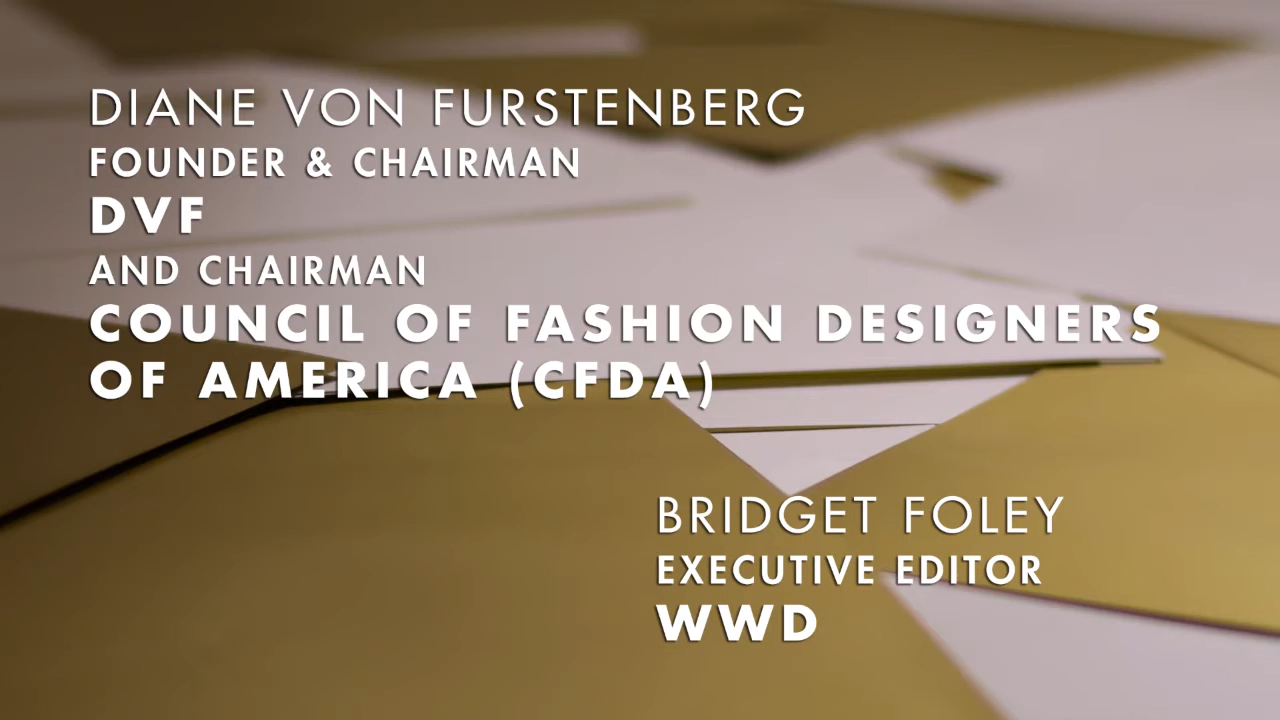 DIANE VON FURSTENBERG
FOUNDER & CHAIRMAN
DVF
AND CHAIRMAN
COUNCIL OF FASHION DESIGNERS
OF AMERICA (CFDA)
BRIDGET FOLEY
EXECUTIVE EDITOR
WWD